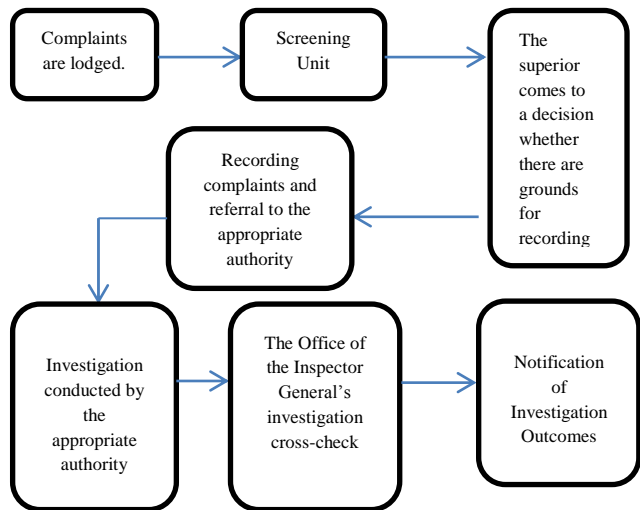 Complaints
are lodged.
Screening
Unit
The
superior
comes to
a decision
whether
there are
grounds
for
recording
Recording
complaints and
referral to the
appropriate
authority
Investigation
conducted by
the
appropriate
authority
The Office of
the Inspector
General’s
investigation
cross-check
Notification
of
Investigation
Outcomes